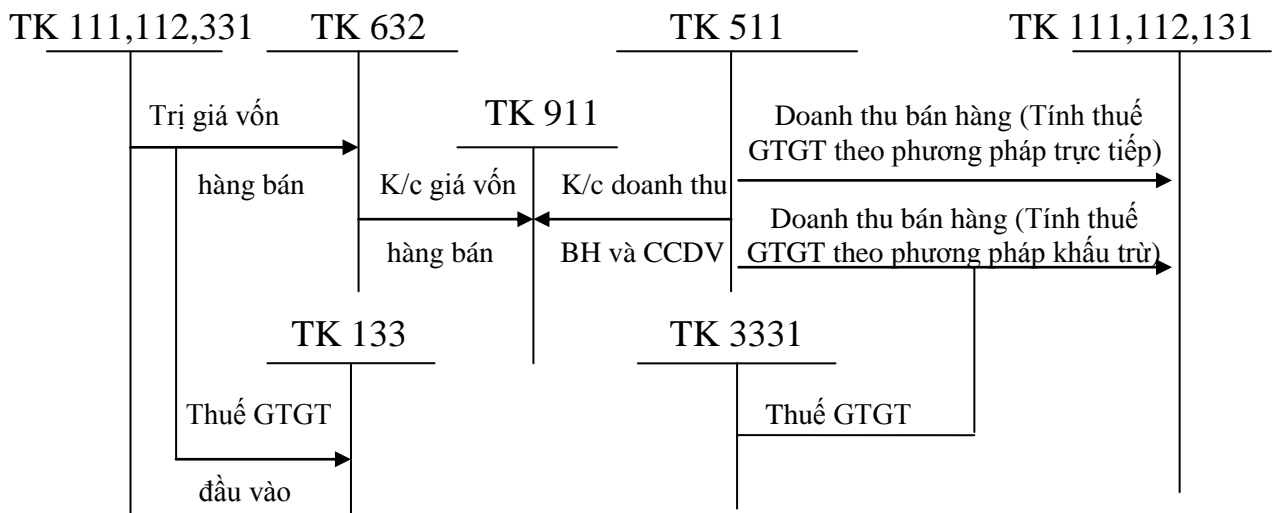 TK 111,112,331
TK 632
TK 511
TK 111,112,131
Trị giá vốn
hàng bán
TK 911
K/c giá vốn
hàng bán
K/c doanh thu
BH và CCDV
Doanh thu bán hàng (Tính thuế
GTGT theo phương pháp trực tiếp)
Doanh thu bán hàng (Tính thuế
GTGT theo phương pháp khấu trừ)
TK 133
TK 3331
Thuế GTGT
đầu vào
Thuế GTGT